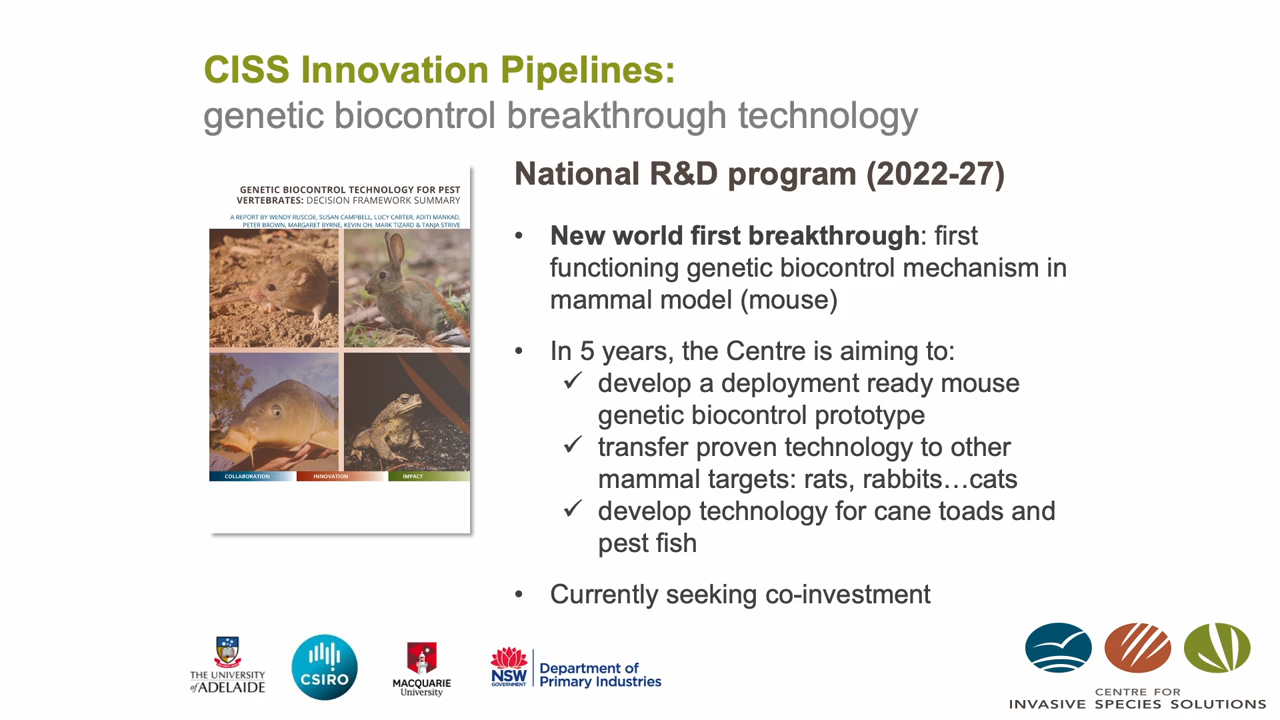 CISS Innovation Pipelines:
genetic biocontrol breakthrough technology
GENETIC BIOCONTROL TECHNOLOGY FOR PEST
VERTEBRATES: DECISION FRAMEWORK SUMMARY
A REPORT BY WENDY RUSCOE, SUSAN CAMPBELL, LUCY CARTER, ADITI MANKAD,
PETER BROWN, MARGARET BYRNE, KEVIN OH, MARK TIZARD & TANJA STRIVE
COLLABORATION
INNOVATION
IMPACT
National R&D program (2022-27)
• New world first breakthrough: first
functioning genetic biocontrol mechanism in
mammal model (mouse)
• In 5 years, the Centre is aiming to:
✓ develop a deployment ready mouse
genetic biocontrol prototype
✓ transfer proven technology to other
mammal targets: rats, rabbits…cats
✓ develop technology for cane toads and
pest fish
• Currently seeking co-investment
THE UNIVERSITY
of ADELAIDE
CSIRO
MACQUARIE
University
NSW
GOVERNMENT
Department of
Primary Industries
CENTRE FOR
INVASIVE SPECIES SOLUTIONS